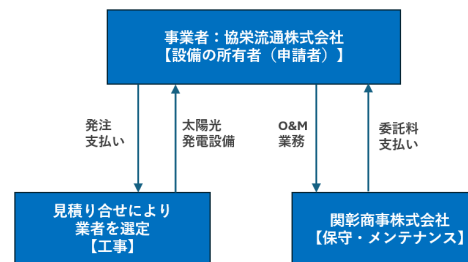 事業者：協栄流通株式会社
【設備の所有者（申請者）】
発注
支払い
太陽光
発電設備
O&M
業務
委託料
支払い
見積り合せにより
業者を選定
【工事】
関彰商事株式会社
【保守・メンテナンス】